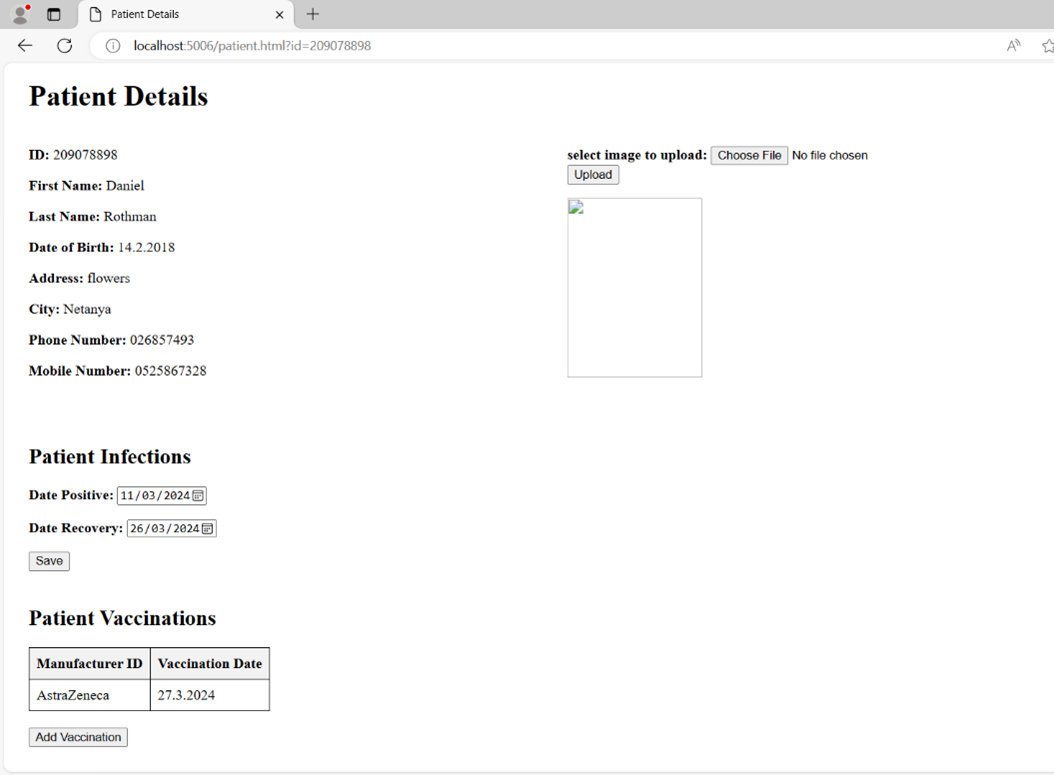 Patient Details
localhost:5006/patient.html?id=209078898
Patient Details
ID: 209078898
First Name: Daniel
Last Name: Rothman
Date of Birth: 14.2.2018
Address: flowers
City: Netanya
Phone Number: 026857493
Mobile Number: 0525867328
select image to upload: Choose File No file chosen
Upload
Patient Infections
Date Positive: 11/03/2024
Date Recovery: 26/03/2024
Save
Patient Vaccinations
Manufacturer ID Vaccination Date
AstraZeneca 27.3.2024
Add Vaccination